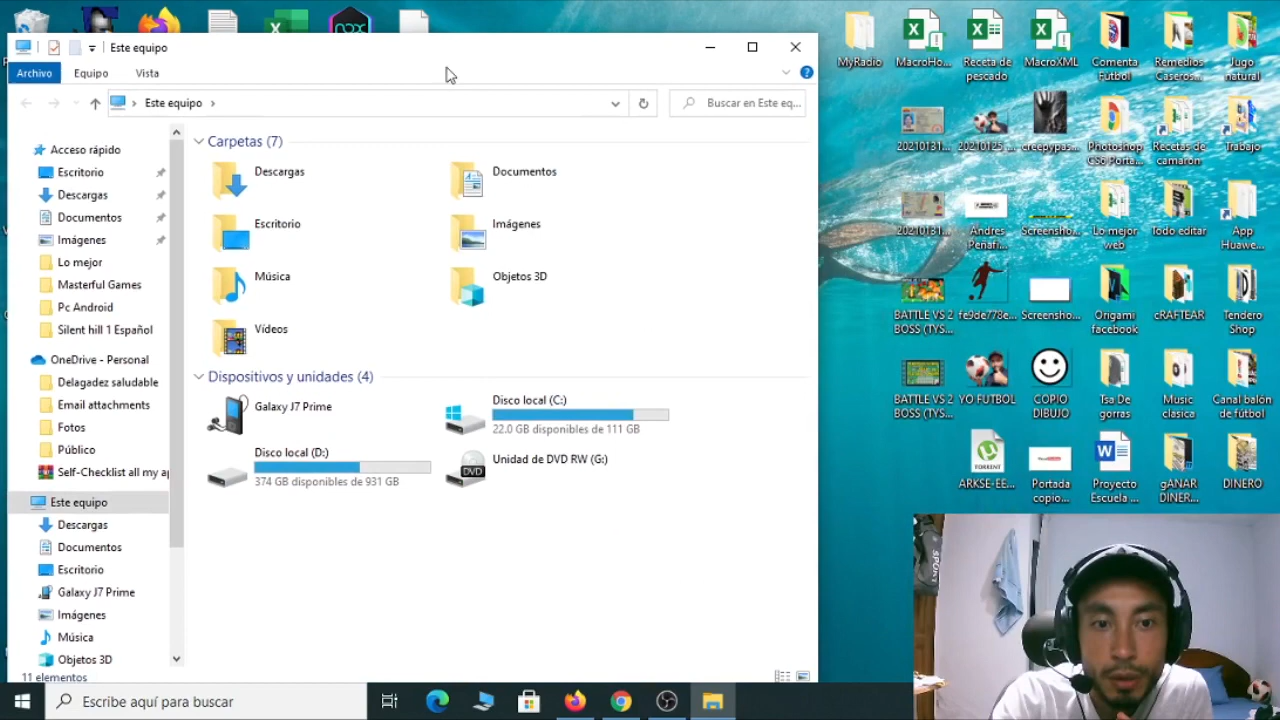 Este equipo
Archivo
Equipo
Vista
Este equipo
Buscar en Este eq...
Acceso rápido
Escritorio
Descargas
Documentos
Imágenes
Lo mejor
Masterful Games
Pc Android
Silent hill 1 Español
OneDrive - Personal
Delagadez saludable
Email attachments
Fotos
Público
Self-Checklist all my ap
Este equipo
Descargas
Documentos
Escritorio
Galaxy J7 Prime
Imágenes
Música
Objetos 3D
11 elementos
Carpetas (7)
Descargas
Documentos
Escritorio
Imágenes
Música
Objetos 3D
Vídeos
Dispositivos y unidades (4)
Galaxy J7 Prime
Disco local (C:)
22.0 GB disponibles de 111 GB
Disco local (D:)
374 GB disponibles de 931 GB
DVD
Unidad de DVD RW (G:)
MyRadio
MacroHo...
Receta de
pescado
MacroXML
Comenta
Futbol
Remedios
Caseros...
Jugo
natural
20210131...
20210125...
creepypas...
Photoshop
CS6 Porta...
Recetas de
camarón
Trabajo
20210131...
Andres
Peñafi...
Screensho...
Lo mejor
web
Todo editar
App
Huawe...
BATTLE VS 2
BOSS (TYS...
fe9de778e...
Screensho...
Origami
facebook
cRAFTEAR
Tendero
Shop
BATTLE VS 2
BOSS (TYS...
YO FUTBOL
COPIO
DIBUJO
Tsa De
gorras
Music
clasica
Canal balón
de fútbol
TORRENT
ARKSE-EE...
Portada
copio...
Proyecto
Escuela ...
gANAR
DINER...
DINERO
SPORT
Escribe aquí para buscar